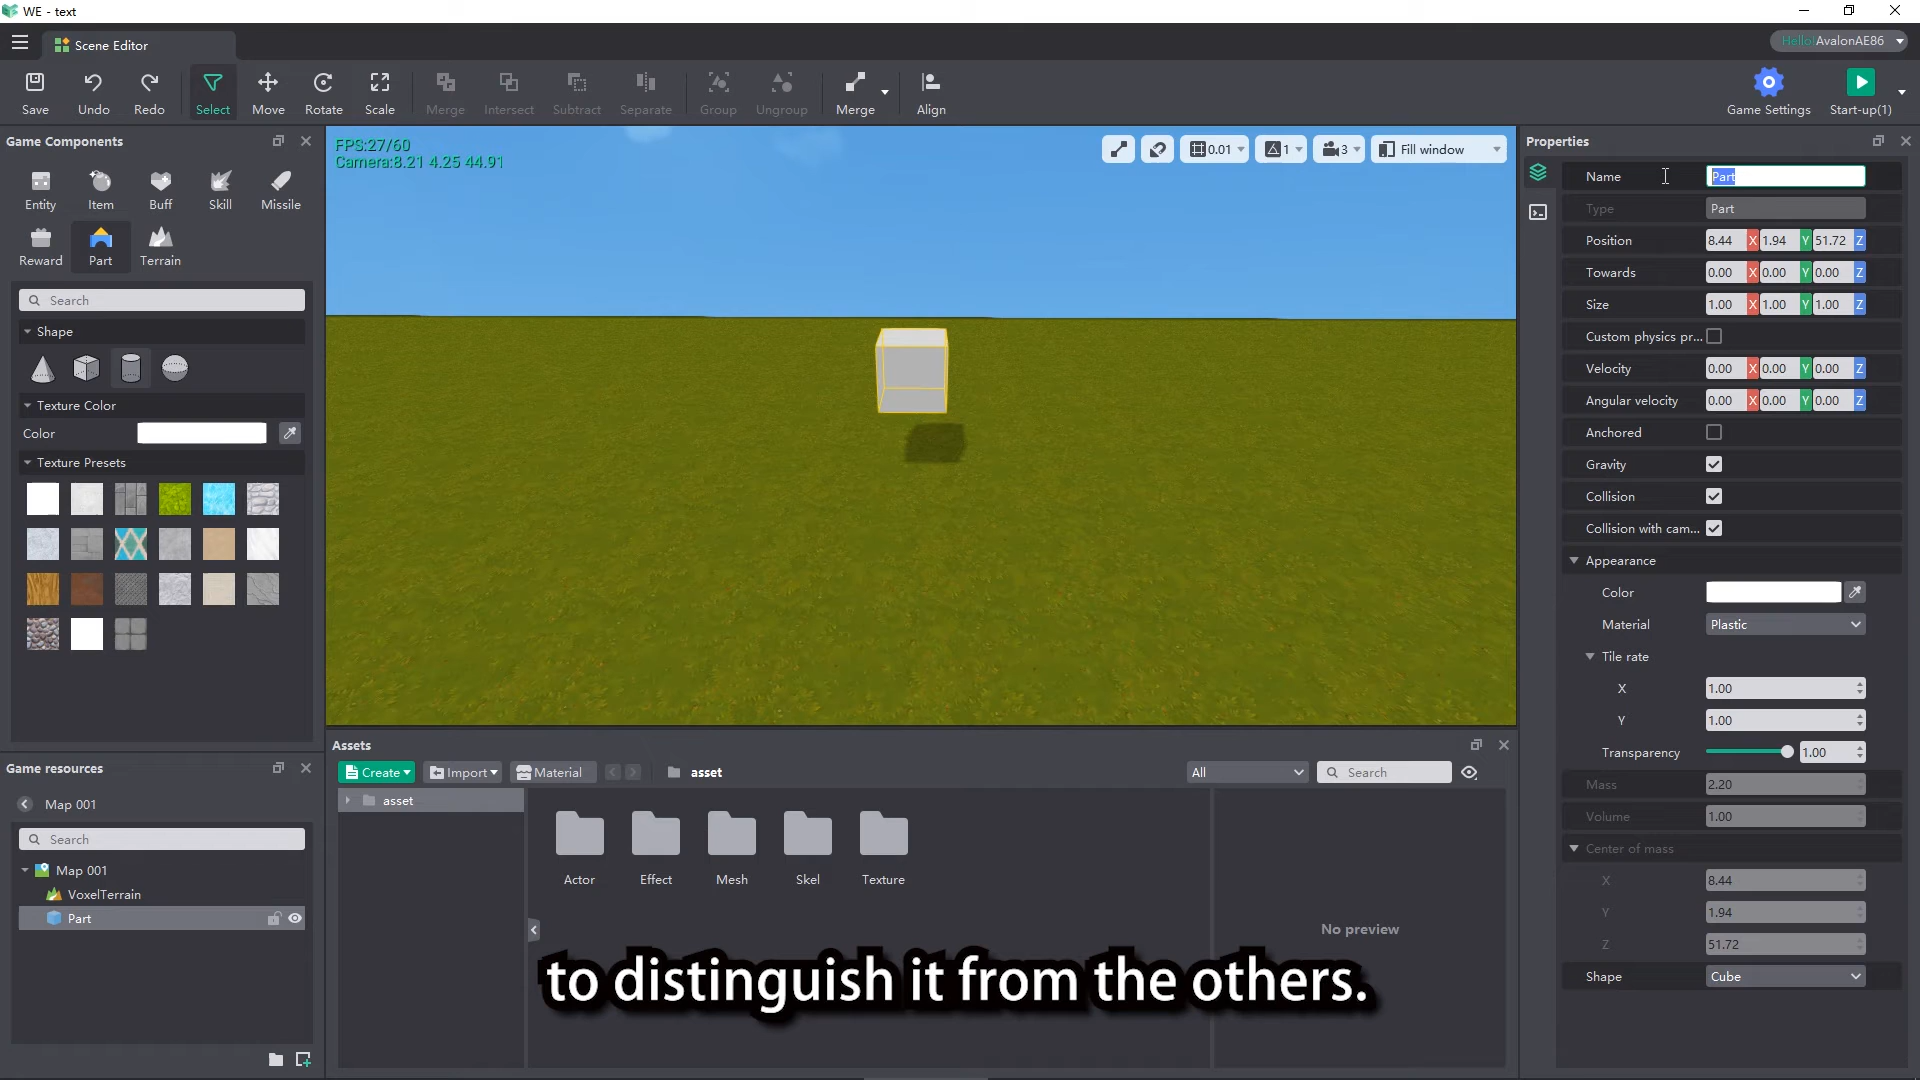 WE - text
Scene Editor
Hello! AvalonAE86
Save
Undo
Redo
Select
Move
Rotate
Scale
Merge
Intersect
Subtract
Separate
Group
Ungroup
Merge
Align
Game Settings
Start-up(1)
Game Components
Entity
Item
Buff
Skill
Missile
Reward
Part
Terrain
Search
Shape
Texture Color
Color
Texture Presets
FPS:27/60
Camera:8.21 4.25 44.91
0.01
1
3
Fill window
Game resources
Map 001
Search
Map 001
VoxelTerrain
Part
Assets
Create
Import
Material
asset
All
Search
asset
Actor
Effect
Mesh
Skel
Texture
No preview
to distinguish it from the others.
Properties
Name Part
Type Part
Position 8.44 X 1.94 Y 51.72 Z
Towards 0.00 X 0.00 Y 0.00 Z
Size 1.00 X 1.00 Y 1.00 Z
Custom physics pr...
Velocity 0.00 X 0.00 Y 0.00 Z
Angular velocity 0.00 X 0.00 Y 0.00 Z
Anchored
Gravity
Collision
Collision with cam...
Appearance
Color
Material Plastic
Tile rate
X 1.00
Y 1.00
Transparency 1.00
Mass 2.20
Volume 1.00
Center of mass
X 8.44
Y 1.94
Z 51.72
Shape Cube